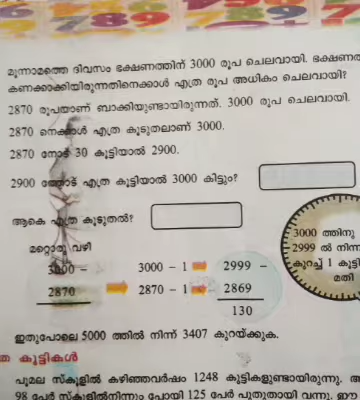 മൂന്നാമത്തെ ദിവസം ഭക്ഷണത്തിന് 3000 രൂപ ചെലവായി. ഭക്ഷണത
കണക്കാക്കിയിരുന്നതിനെക്കാൾ എത്ര രൂപ അധികം ചെലവായി?
2870 രൂപയാണ് ബാക്കിയുണ്ടായിരുന്നത്. 3000 രൂപ ചെലവായി.
2870 നെക്കാൾ എത്ര കൂടുതലാണ് 3000.
2870 നോട് 30 കൂട്ടിയാൽ 2900.
2900 നോട് എത്ര കൂട്ടിയാൽ 3000 കിട്ടും?
ആകെ എത്ര കൂടുതൽ?
മറ്റൊരു വഴി
3000 – 3000 – 1 2999 –
2870 2870 – 1 2869
130
3000 ത്തിനു
2999 ൽ നിന്ന
കുറച്ച് 1 കൂട്ടി
മതി
ഇതുപോലെ 5000 ത്തിൽ നിന്ന് 3407 കുറയ്ക്കുക.
ത കുട്ടികൾ
പൂമല സ്കൂളിൽ കഴിഞ്ഞവർഷം 1248 കുട്ടികളുണ്ടായിരുന്നു. അ
98 പേർ സ്കൂളിൽനിന്നും പോയി 125 പേർ പുതുതായി വന്നു. ഈ